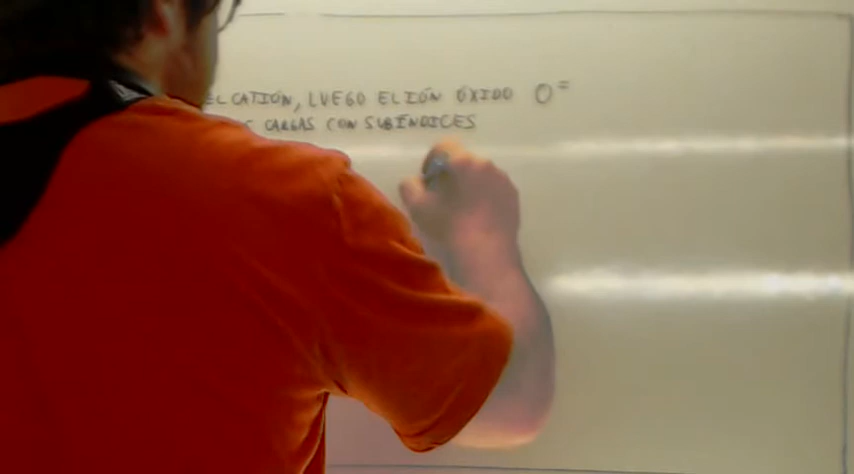 EL CATIÓN, LUEGO EL IÓN ÓXIDO O=
CARGAS CON SUBÍNDICES